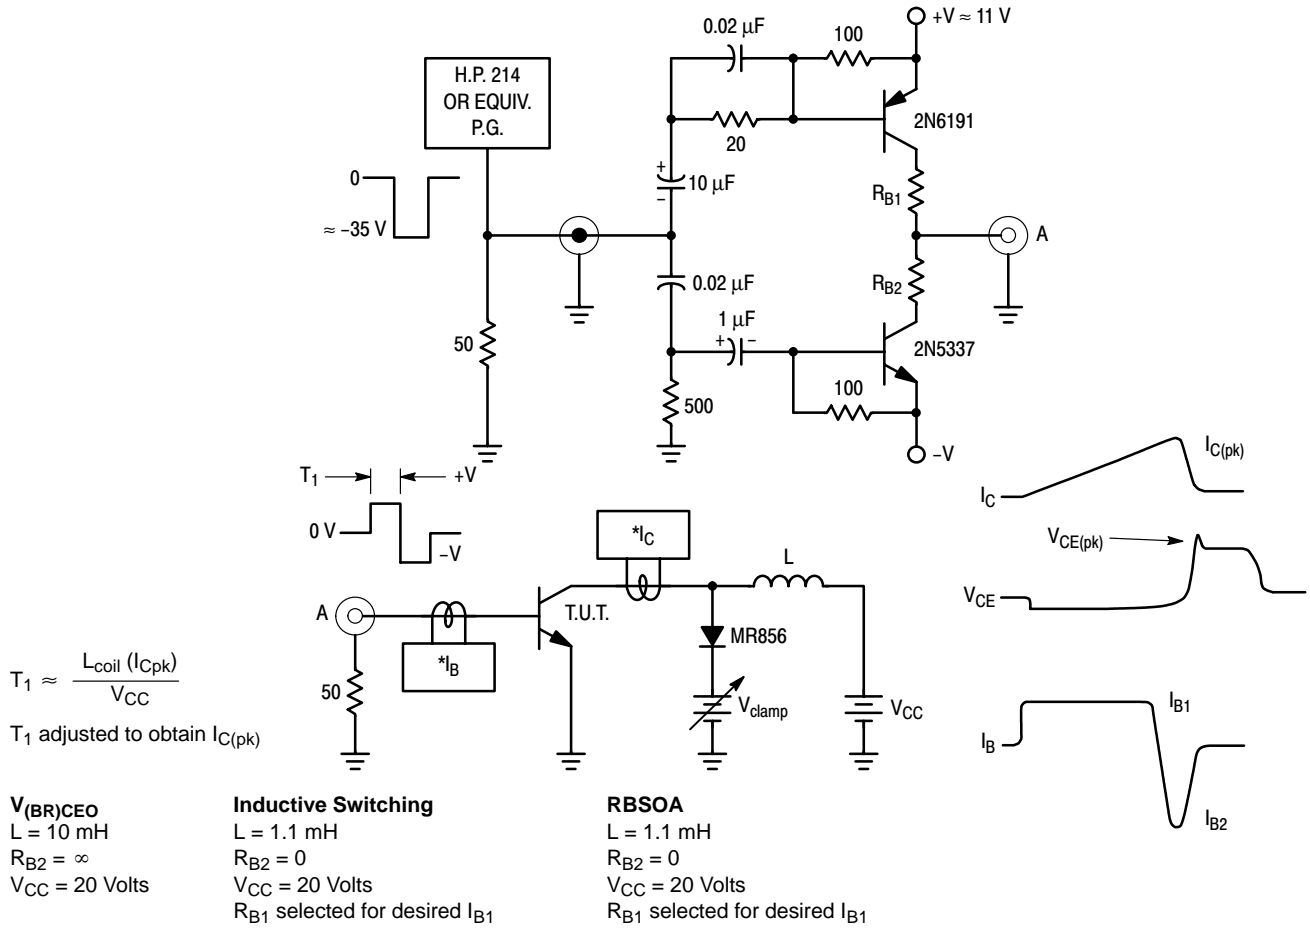 +V ≈ 11 V
0.02 μF
100
H.P. 214
OR EQUIV.
P.G.
20
2N6191
+
10 μF
–
0
≈ –35 V
RB1
A
RB2
0.02 μF
1 μF
+ –
50
2N5337
100
500
–V
T1
+V
0 V
–V
*IC
L
A
T.U.T.
*IB
MR856
50
Vclamp
VCC
IC(pk)
IC
VCE(pk)
VCE
IB1
IB
IB2
T1 ≈ Lcoil (ICpk)
VCC
T1 adjusted to obtain IC(pk)
V(BR)CEO
L = 10 mH
RB2 = ∞
VCC = 20 Volts
Inductive Switching
L = 1.1 mH
RB2 = 0
VCC = 20 Volts
RB1 selected for desired IB1
RBSOA
L = 1.1 mH
RB2 = 0
VCC = 20 Volts
RB1 selected for desired IB1